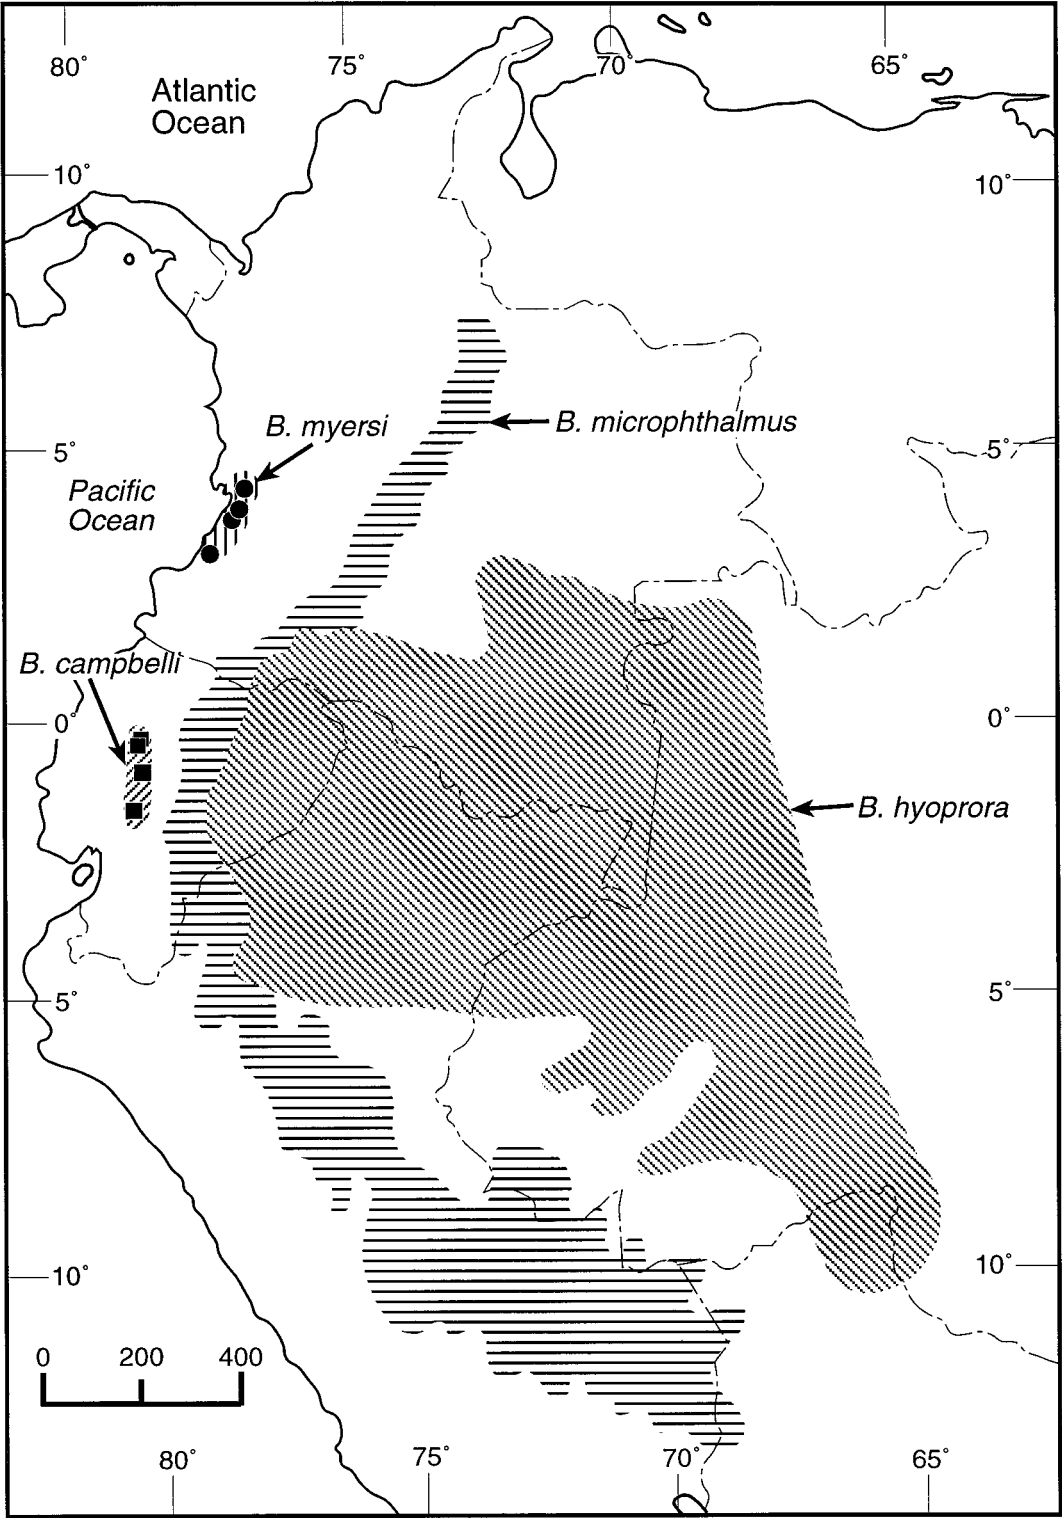 80° 75° 70° 65°
Atlantic
Ocean
10° 10°
B. myersi
B. microphthalmus
5° 5°
Pacific
Ocean
B. campbelli
0° 0°
B. hyoprora
5° 5°
10° 10°
0 200 400
80° 75° 70° 65°